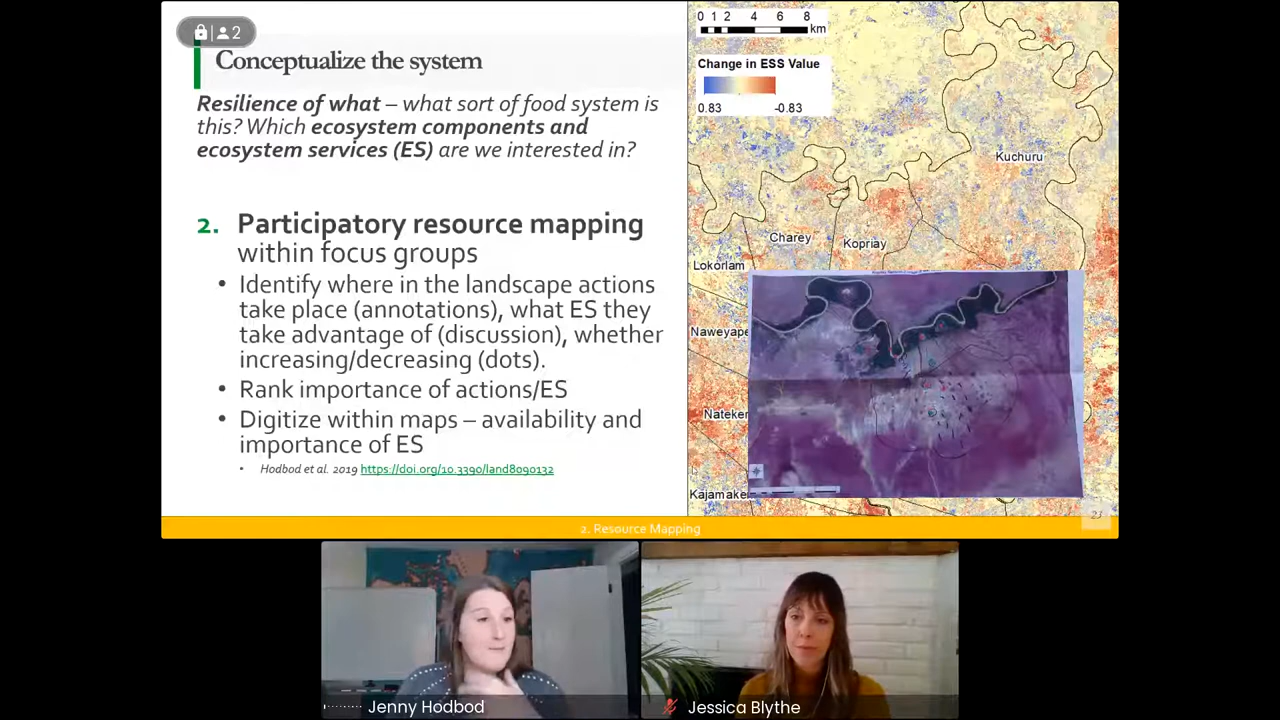 2
Conceptualize the system
Resilience of what – what sort of food system is
this? Which ecosystem components and
ecosystem services (ES) are we interested in?
2. Participatory resource mapping
within focus groups
• Identify where in the landscape actions
take place (annotations), what ES they
take advantage of (discussion), whether
increasing/decreasing (dots).
• Rank importance of actions/ES
• Digitize within maps – availability and
importance of ES
• Hodbod et al. 2019 https://doi.org/10.3390/land8090132
0 1 2 4 6 8
km
Change in ESS Value
0.83 -0.83
Kuchuru
Charey
Kopriay
Lokorlam
Naweyape
Nateker
Kajamake
23
2. Resource Mapping
Jenny Hodbod
Jessica Blythe